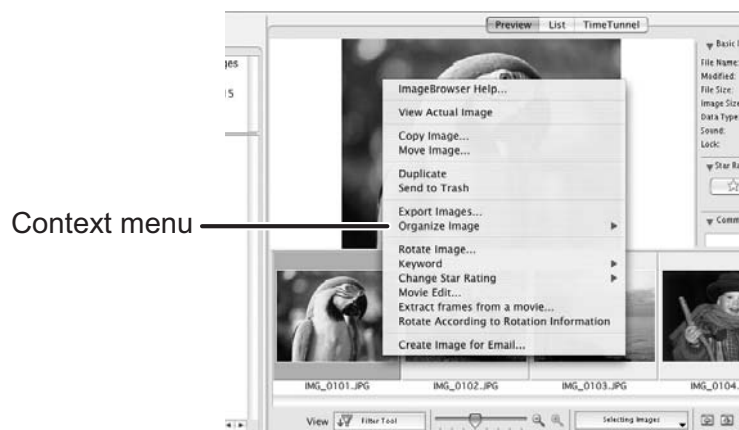 Preview List TimeTunnel
ges
15
Basic
File Name:
Modified:
File Size:
Image Size
Data Type
Sound:
Lock:
Star Ra
Comm
ImageBrowser Help...
View Actual Image
Copy Image...
Move Image...
Duplicate
Send to Trash
Export Images...
Organize Image
Context menu
Rotate Image...
Keyword
Change Star Rating
Movie Edit...
Extract frames from a movie...
Rotate According to Rotation Information
Create Image for Email...
IMG_0101.JPG IMG_0102.JPG IMG_0103.JPG IMG_0104.
View Filter Tool Selecting Images